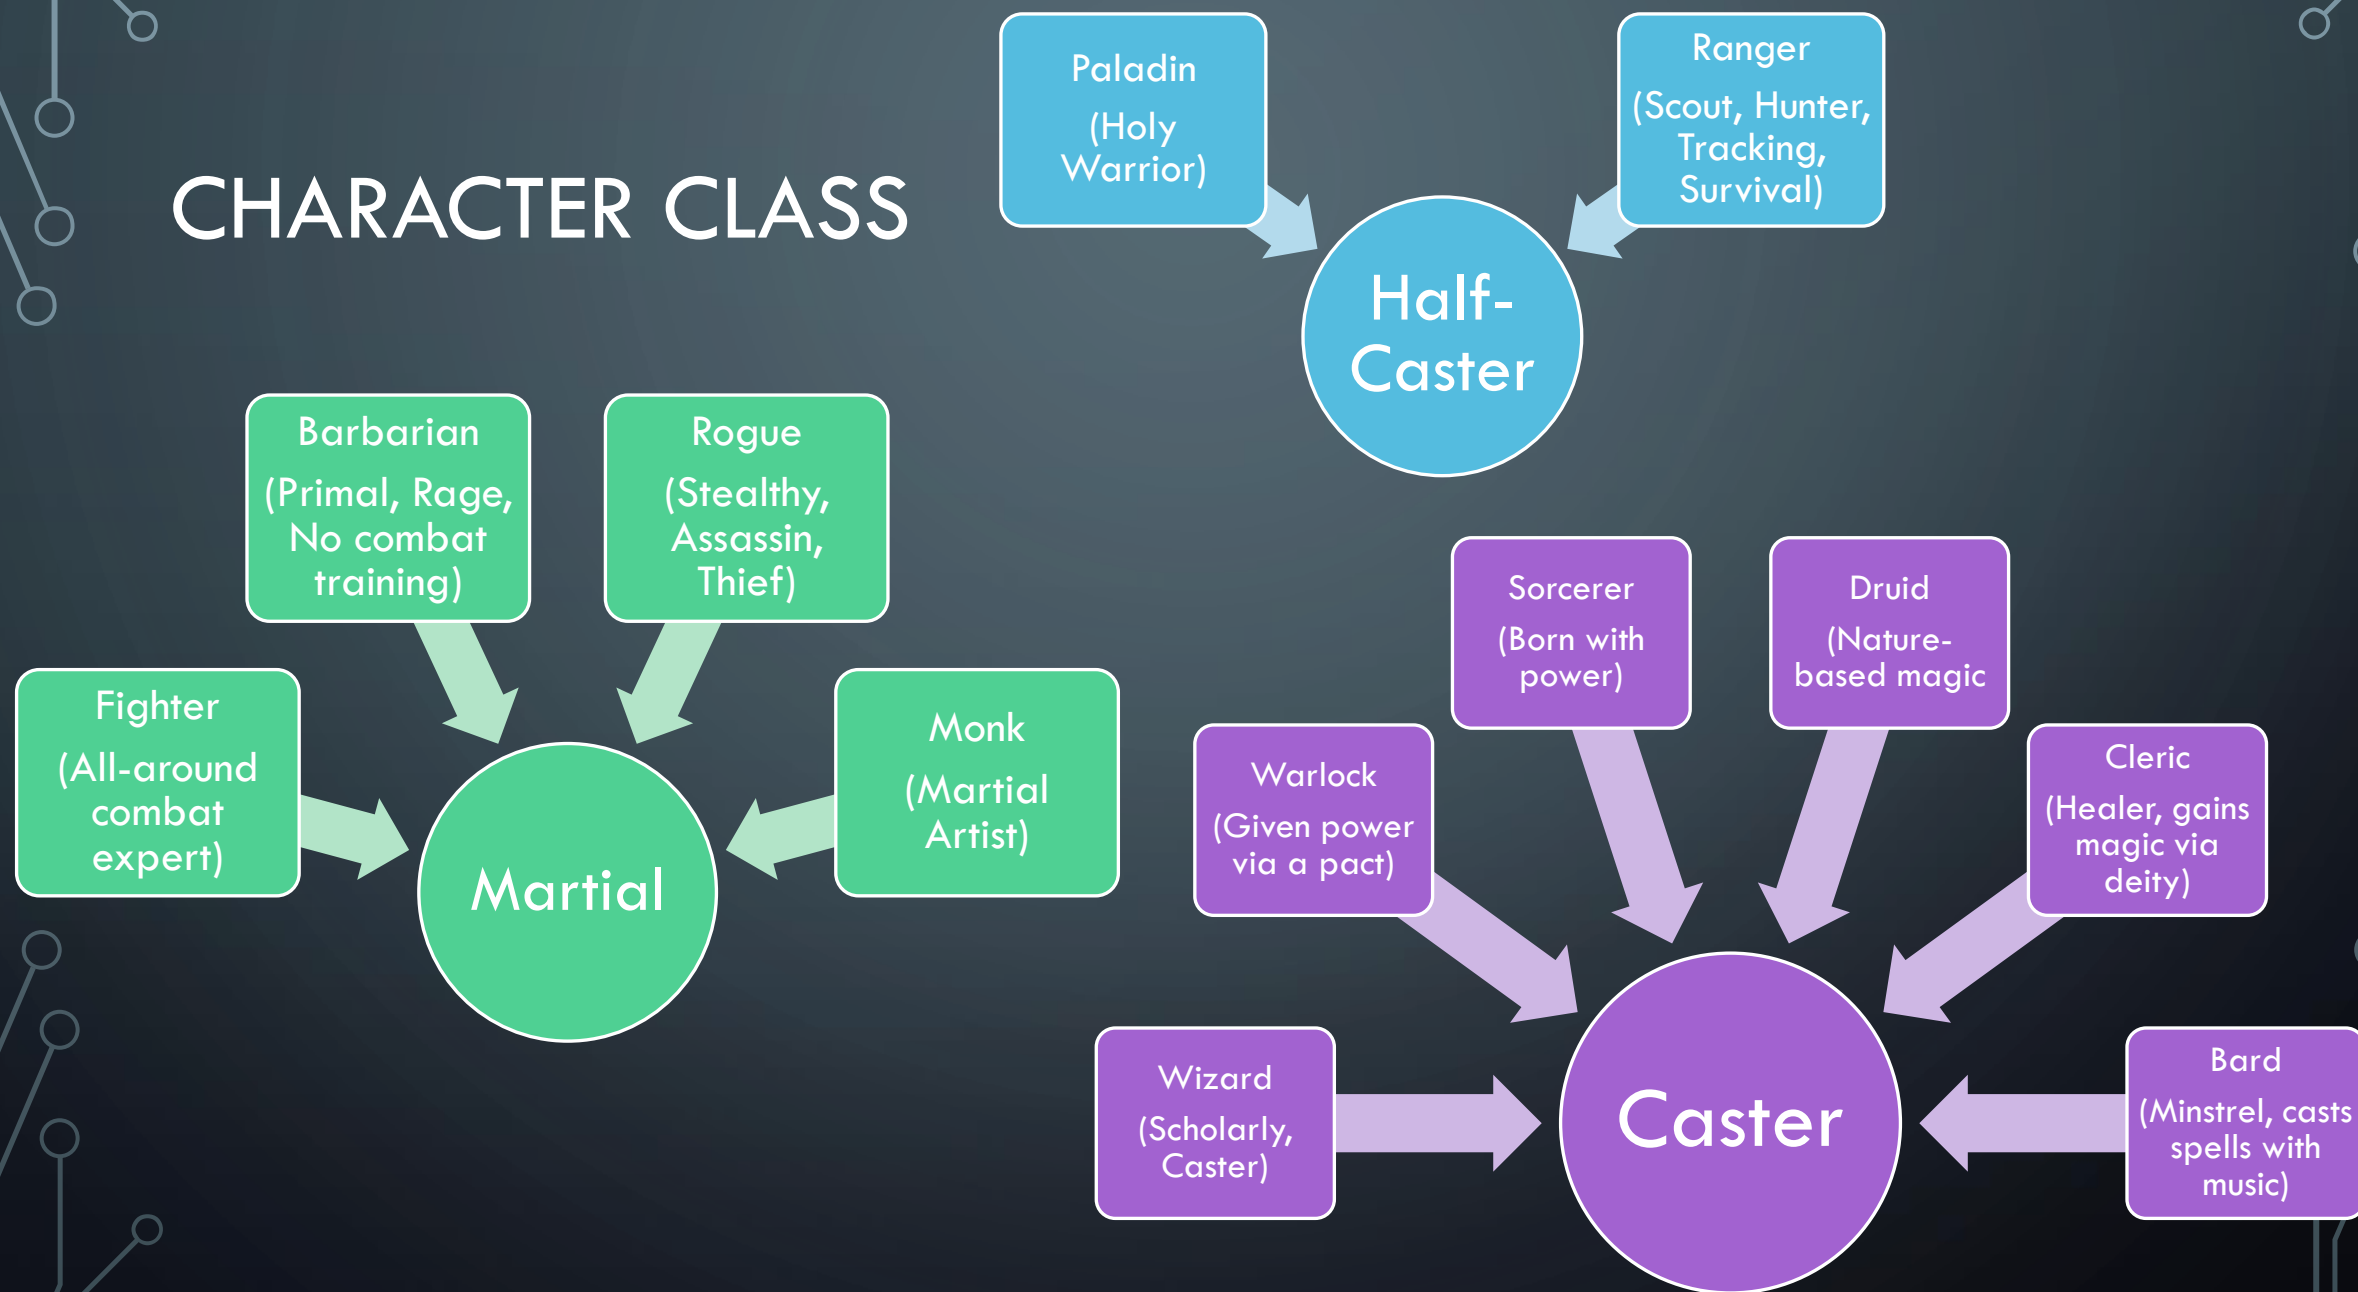 CHARACTER CLASS
Paladin
(Holy
Warrior)
Ranger
(Scout, Hunter,
Tracking,
Survival)
Half-
Caster
Barbarian
(Primal, Rage,
No combat
training)
Rogue
(Stealthy,
Assassin,
Thief)
Fighter
(All-around
combat
expert)
Monk
(Martial
Artist)
Martial
Sorcerer
(Born with
power)
Druid
(Nature-
based magic
Warlock
(Given power
via a pact)
Cleric
(Healer, gains
magic via
deity)
Wizard
(Scholarly,
Caster)
Bard
(Minstrel, casts
spells with
music)
Caster